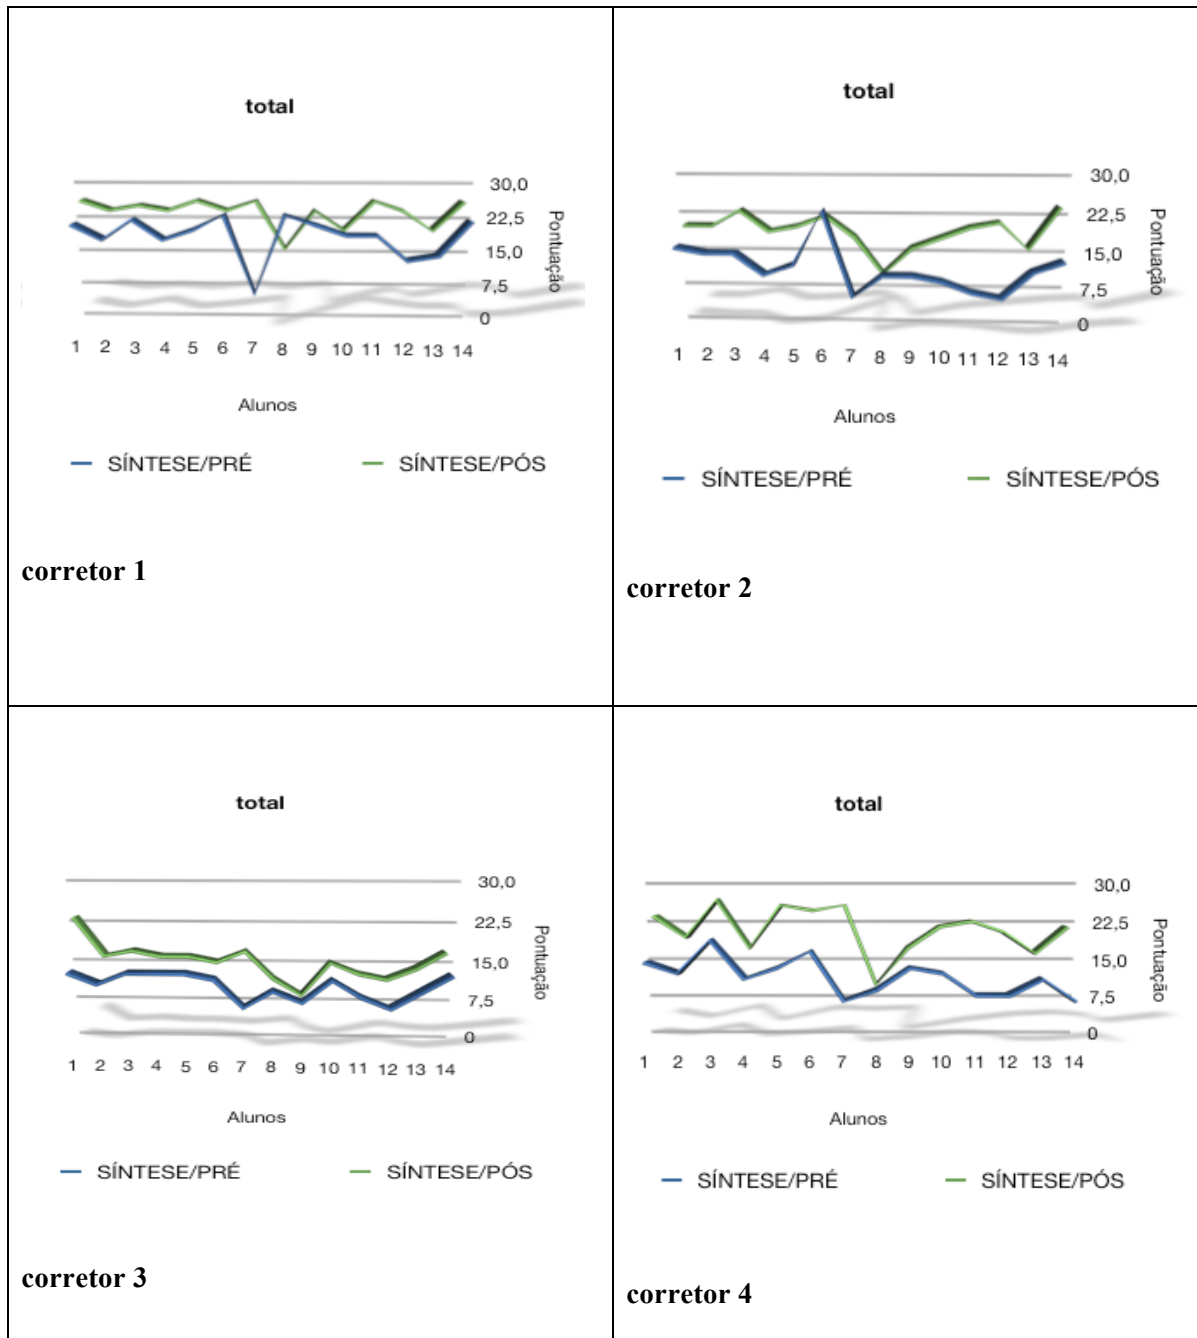 total
30,0
22,5
15,0
7,5
0
Pontuação
1 2 3 4 5 6 7 8 9 10 11 12 13 14
Alunos
SÍNTESE/PRÉ SÍNTESE/PÓS
corretor 1
total
30,0
22,5
15,0
7,5
0
Pontuação
1 2 3 4 5 6 7 8 9 10 11 12 13 14
Alunos
SÍNTESE/PRÉ SÍNTESE/PÓS
corretor 2
total
30,0
22,5
15,0
7,5
0
Pontuação
1 2 3 4 5 6 7 8 9 10 11 12 13 14
Alunos
SÍNTESE/PRÉ SÍNTESE/PÓS
corretor 3
total
30,0
22,5
15,0
7,5
0
Pontuação
1 2 3 4 5 6 7 8 9 10 11 12 13 14
Alunos
SÍNTESE/PRÉ SÍNTESE/PÓS
corretor 4